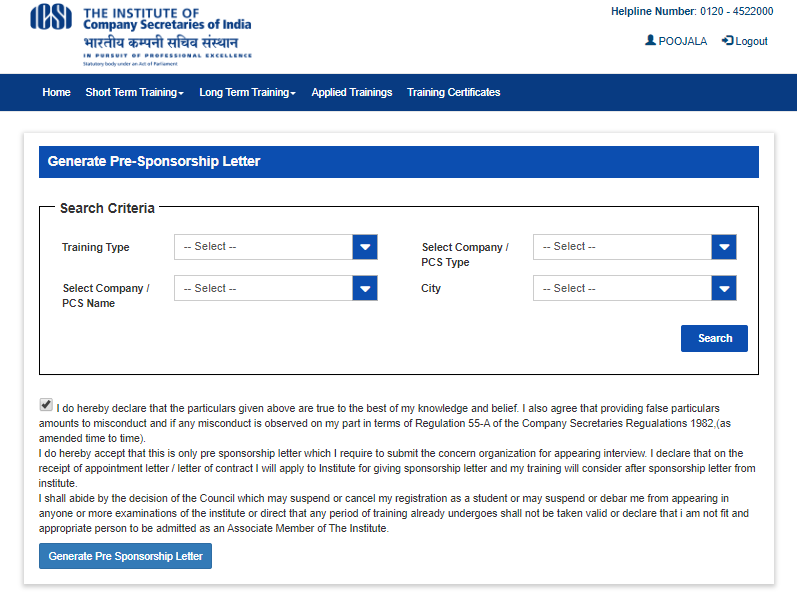 ICSI
THE INSTITUTE OF
Company Secretaries of India
भारतीय कम्पनी सचिव संस्थान
IN PURSUIT OF PROFESSIONAL EXCELLENCE
Statutory body under an Act of Parliament
Helpline Number: 0120 - 4522000
POOJALA Logout
Home Short Term Training Long Term Training Applied Trainings Training Certificates
Generate Pre-Sponsorship Letter
Search Criteria
Training Type -- Select -- Select Company / PCS Type -- Select --
Select Company / PCS Name -- Select -- City -- Select --
Search
I do hereby declare that the particulars given above are true to the best of my knowledge and belief. I also agree that providing false particulars
amounts to misconduct and if any misconduct is observed on my part in terms of Regulation 55-A of the Company Secretaries Regualations 1982,(as
amended time to time).
I do hereby accept that this is only pre sponsorship letter which I require to submit the concern organization for appearing interview. I declare that on the
receipt of appointment letter / letter of contract I will apply to Institute for giving sponsorship letter and my training will consider after sponsorship letter from
institute.
I shall abide by the decision of the Council which may suspend or cancel my registration as a student or may suspend or debar me from appearing in
anyone or more examinations of the institute or direct that any period of training already undergoes shall not be taken valid or declare that i am not fit and
appropriate person to be admitted as an Associate Member of The Institute.
Generate Pre Sponsorship Letter